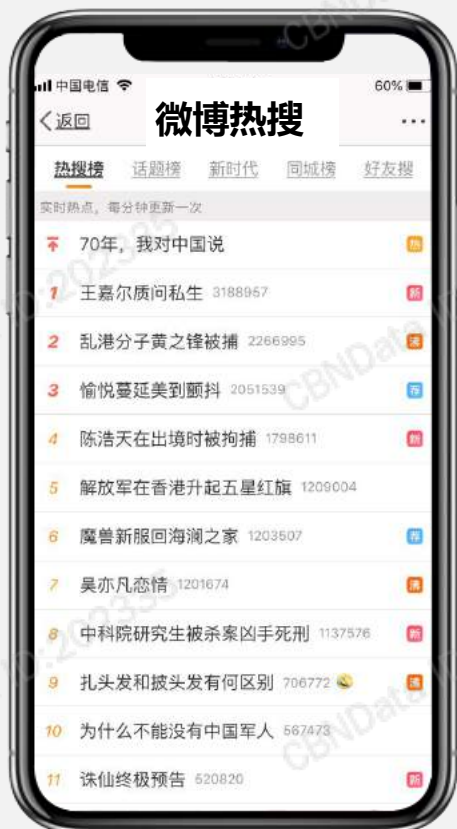 中国电信 60%
返回 微博热搜 ...
热搜榜 话题榜 新时代 同城榜 好友搜
实时热点，每分钟更新一次
70年，我对中国说 热
1 王嘉尔质问私生 3188957 新
2 乱港分子黄之锋被捕 2266995 沸
3 愉悦蔓延美到颤抖 2051539 荐
4 陈浩天在出境时被拘捕 1798611 新
5 解放军在香港升起五星红旗 1209004
6 魔兽新服回海澜之家 1203507 荐
7 吴亦凡恋情 1201674 沸
8 中科院研究生被杀案凶手死刑 1137576 新
9 扎头发和披头发有何区别 706772 沸
10 为什么不能没有中国军人 567473
11 诛仙终极预告 520820 新
ID:202335
CBNData